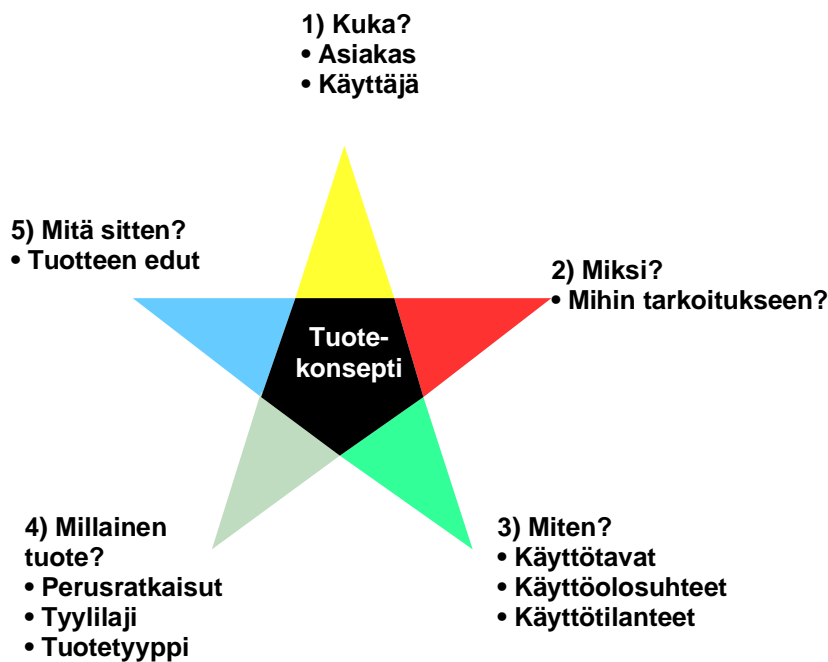 1) Kuka?
• Asiakas
• Käyttäjä
5) Mitä sitten?
• Tuotteen edut
2) Miksi?
• Mihin tarkoitukseen?
Tuote-
konsepti
4) Millainen
tuote?
• Perusratkaisut
• Tyylilaji
• Tuotetyyppi
3) Miten?
• Käyttötavat
• Käyttöolosuhteet
• Käyttötilanteet